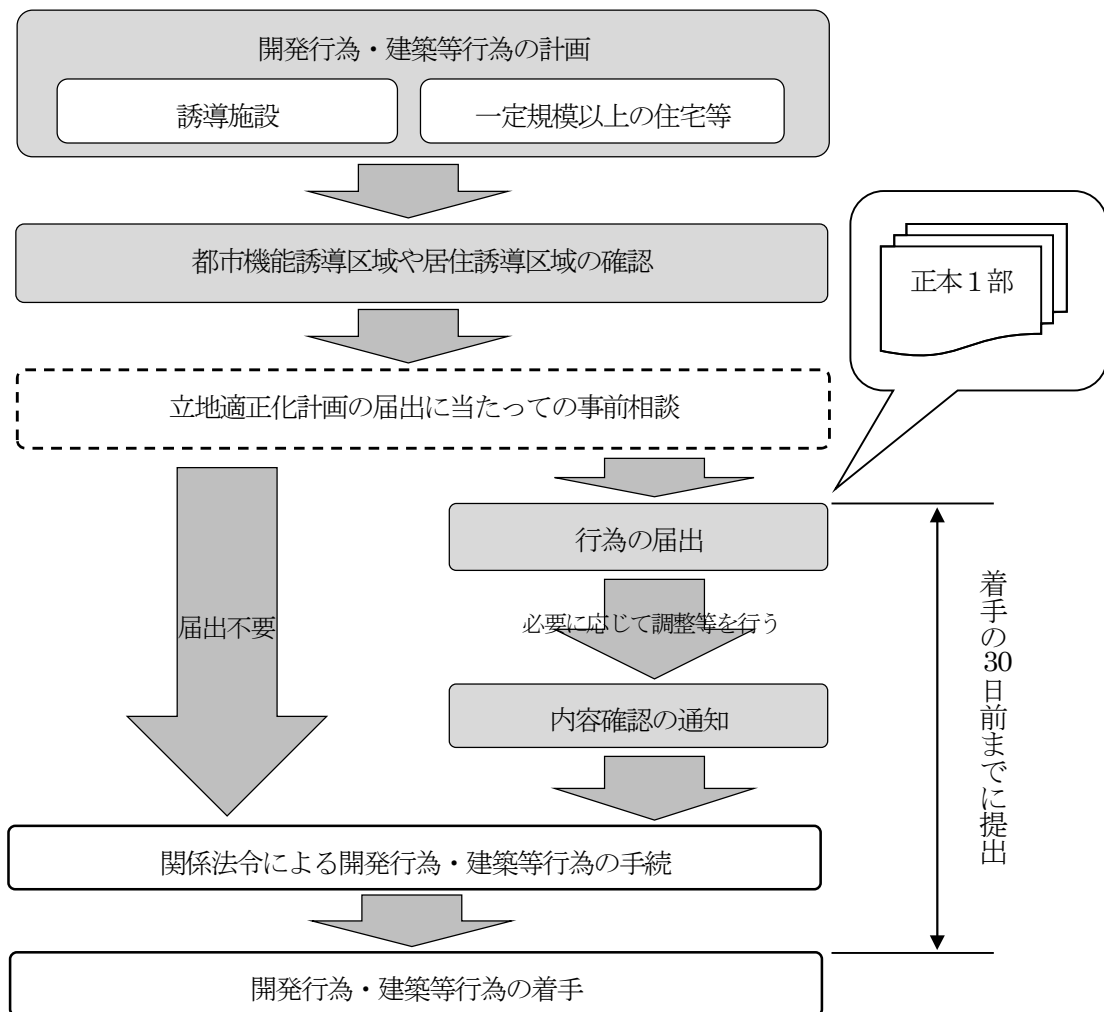 開発行為・建築等行為の計画
誘導施設
一定規模以上の住宅等
都市機能誘導区域や居住誘導区域の確認
正本１部
立地適正化計画の届出に当たっての事前相談
行為の届出
届出不要
必要に応じて調整等を行う
内容確認の通知
着手の30日前までに提出
関係法令による開発行為・建築等行為の手続
開発行為・建築等行為の着手